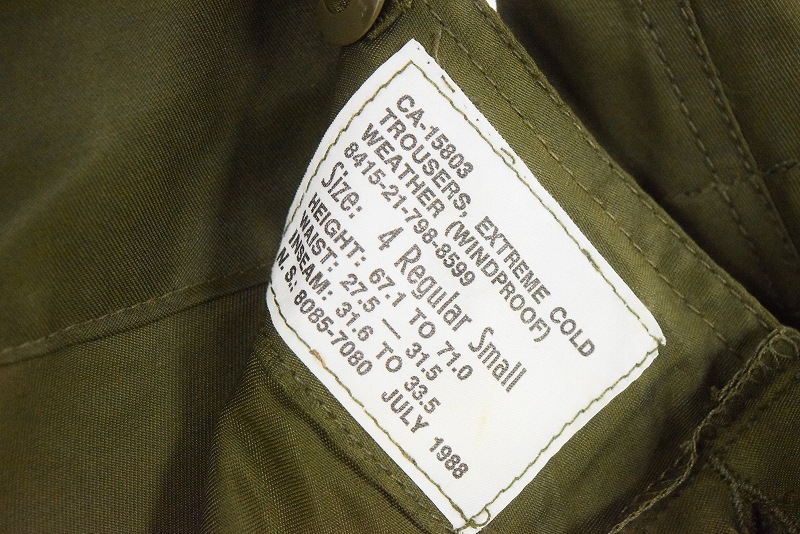 CA-15803
TROUSERS, EXTREME COLD
WEATHER (WINDPROOF)
8415-21-798-8599
Size: 4 Regular Small
HEIGHT: 67.1 TO 71.0
WAIST: 27.5 — 31.5
INSEAM: 31.6 TO 33.5
N. S.: 8085-7080 JULY 1988